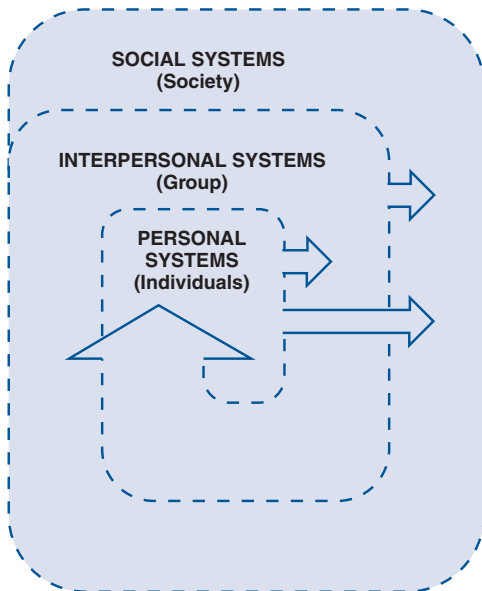 SOCIAL SYSTEMS
(Society)
INTERPERSONAL SYSTEMS
(Group)
PERSONAL
SYSTEMS
(Individuals)